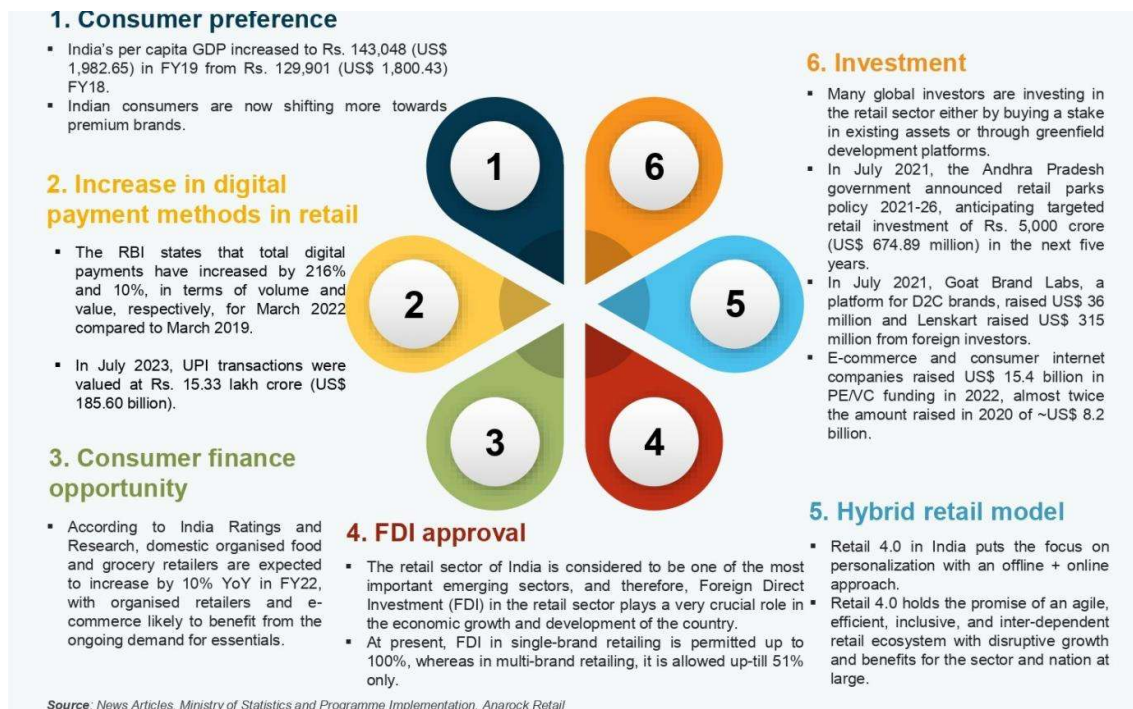 1. Consumer preference
▪ India's per capita GDP increased to Rs. 143,048 (US$
1,982.65) in FY19 from Rs. 129,901 (US$ 1,800.43)
FY18.
▪ Indian consumers are now shifting more towards
premium brands.
2. Increase in digital
payment methods in retail
▪ The RBI states that total digital
payments have increased by 216%
and 10%, in terms of volume and
value, respectively, for March 2022
compared to March 2019.
▪ In July 2023, UPI transactions were
valued at Rs. 15.33 lakh crore (US$
185.60 billion).
3. Consumer finance
opportunity
▪ According to India Ratings and
Research, domestic organised food
and grocery retailers are expected
to increase by 10% YoY in FY22,
with organised retailers and e-
commerce likely to benefit from the
ongoing demand for essentials.
1
6
2
5
3
4
4. FDI approval
▪ The retail sector of India is considered to be one of the most
important emerging sectors, and therefore, Foreign Direct
Investment (FDI) in the retail sector plays a very crucial role in
the economic growth and development of the country.
▪ At present, FDI in single-brand retailing is permitted up to
100%, whereas in multi-brand retailing, it is allowed up-till 51%
only.
6. Investment
▪ Many global investors are investing in
the retail sector either by buying a stake
in existing assets or through greenfield
development platforms.
▪ In July 2021, the Andhra Pradesh
government announced retail parks
policy 2021-26, anticipating targeted
retail investment of Rs. 5,000 crore
(US$ 674.89 million) in the next five
years.
▪ In July 2021, Goat Brand Labs, a
platform for D2C brands, raised US$ 36
million and Lenskart raised US$ 315
million from foreign investors.
▪ E-commerce and consumer internet
companies raised US$ 15.4 billion in
PE/VC funding in 2022, almost twice
the amount raised in 2020 of ~US$ 8.2
billion.
5. Hybrid retail model
▪ Retail 4.0 in India puts the focus on
personalization with an offline + online
approach.
▪ Retail 4.0 holds the promise of an agile,
efficient, inclusive, and inter-dependent
retail ecosystem with disruptive growth
and benefits for the sector and nation at
large.
Source: News Articles, Ministry of Statistics and Programme Implementation, Anarock Retail